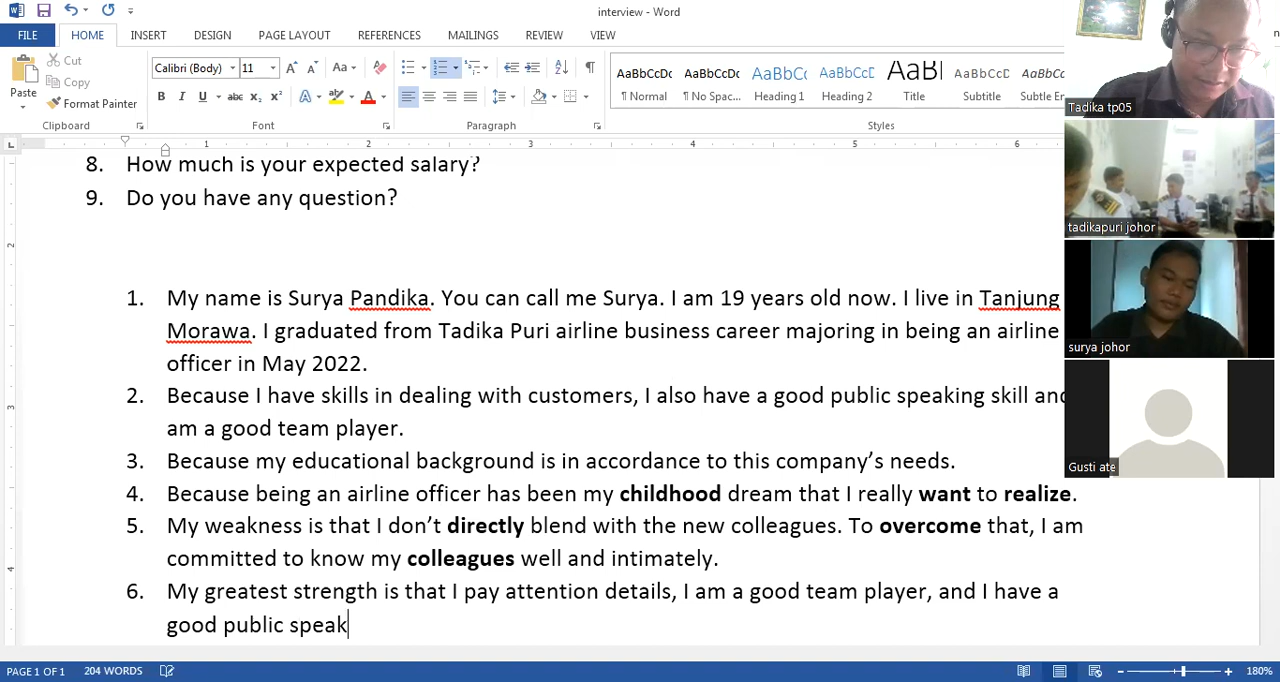 interview - Word
FILE HOME INSERT DESIGN PAGE LAYOUT REFERENCES MAILINGS REVIEW VIEW
Cut
Copy
Format Painter
Paste
Clipboard
Calibri (Body) 11
Font
Paragraph
AaBbCcDc AaBbCcDc AaBbC AaBbCcC AaB AaBbCcD
¶ Normal ¶ No Spac... Heading 1 Heading 2 Title Subtitle Subtle En
Styles
Tadika tp05
tadikapuri johor
surya johor
Gusti ate
8. How much is your expected salary?
9. Do you have any question?
1. My name is Surya Pandika. You can call me Surya. I am 19 years old now. I live in Tanjung
Morawa. I graduated from Tadika Puri airline business career majoring in being an airline
officer in May 2022.
2. Because I have skills in dealing with customers, I also have a good public speaking skill and
am a good team player.
3. Because my educational background is in accordance to this company's needs.
4. Because being an airline officer has been my childhood dream that I really want to realize.
5. My weakness is that I don't directly blend with the new colleagues. To overcome that, I am
committed to know my colleagues well and intimately.
6. My greatest strength is that I pay attention details, I am a good team player, and I have a
good public speak
PAGE 1 OF 1 204 WORDS
180%